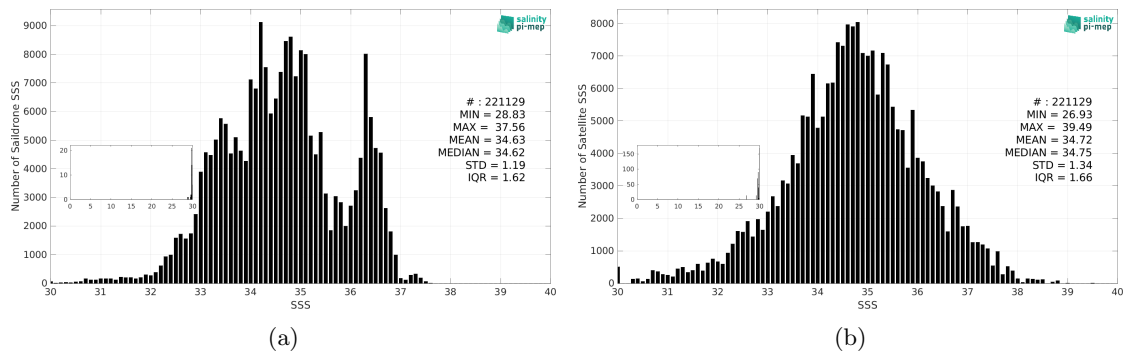 salinity
pi-mep
Number of Saildrone SSS
9000
8000
7000
6000
5000
4000
3000
2000
1000
0
# : 221129
MIN = 28.83
MAX = 37.56
MEAN = 34.63
MEDIAN = 34.62
STD = 1.19
IQR = 1.62
20
10
0
0 5 10 15 20 25 30
30 31 32 33 34 35 36 37 38 39 40
SSS
(a)
salinity
pi-mep
Number of Satellite SSS
8000
7000
6000
5000
4000
3000
2000
1000
0
# : 221129
MIN = 26.93
MAX = 39.49
MEAN = 34.72
MEDIAN = 34.75
STD = 1.34
IQR = 1.66
150
100
50
0
0 5 10 15 20 25 30
30 31 32 33 34 35 36 37 38 39 40
SSS
(b)